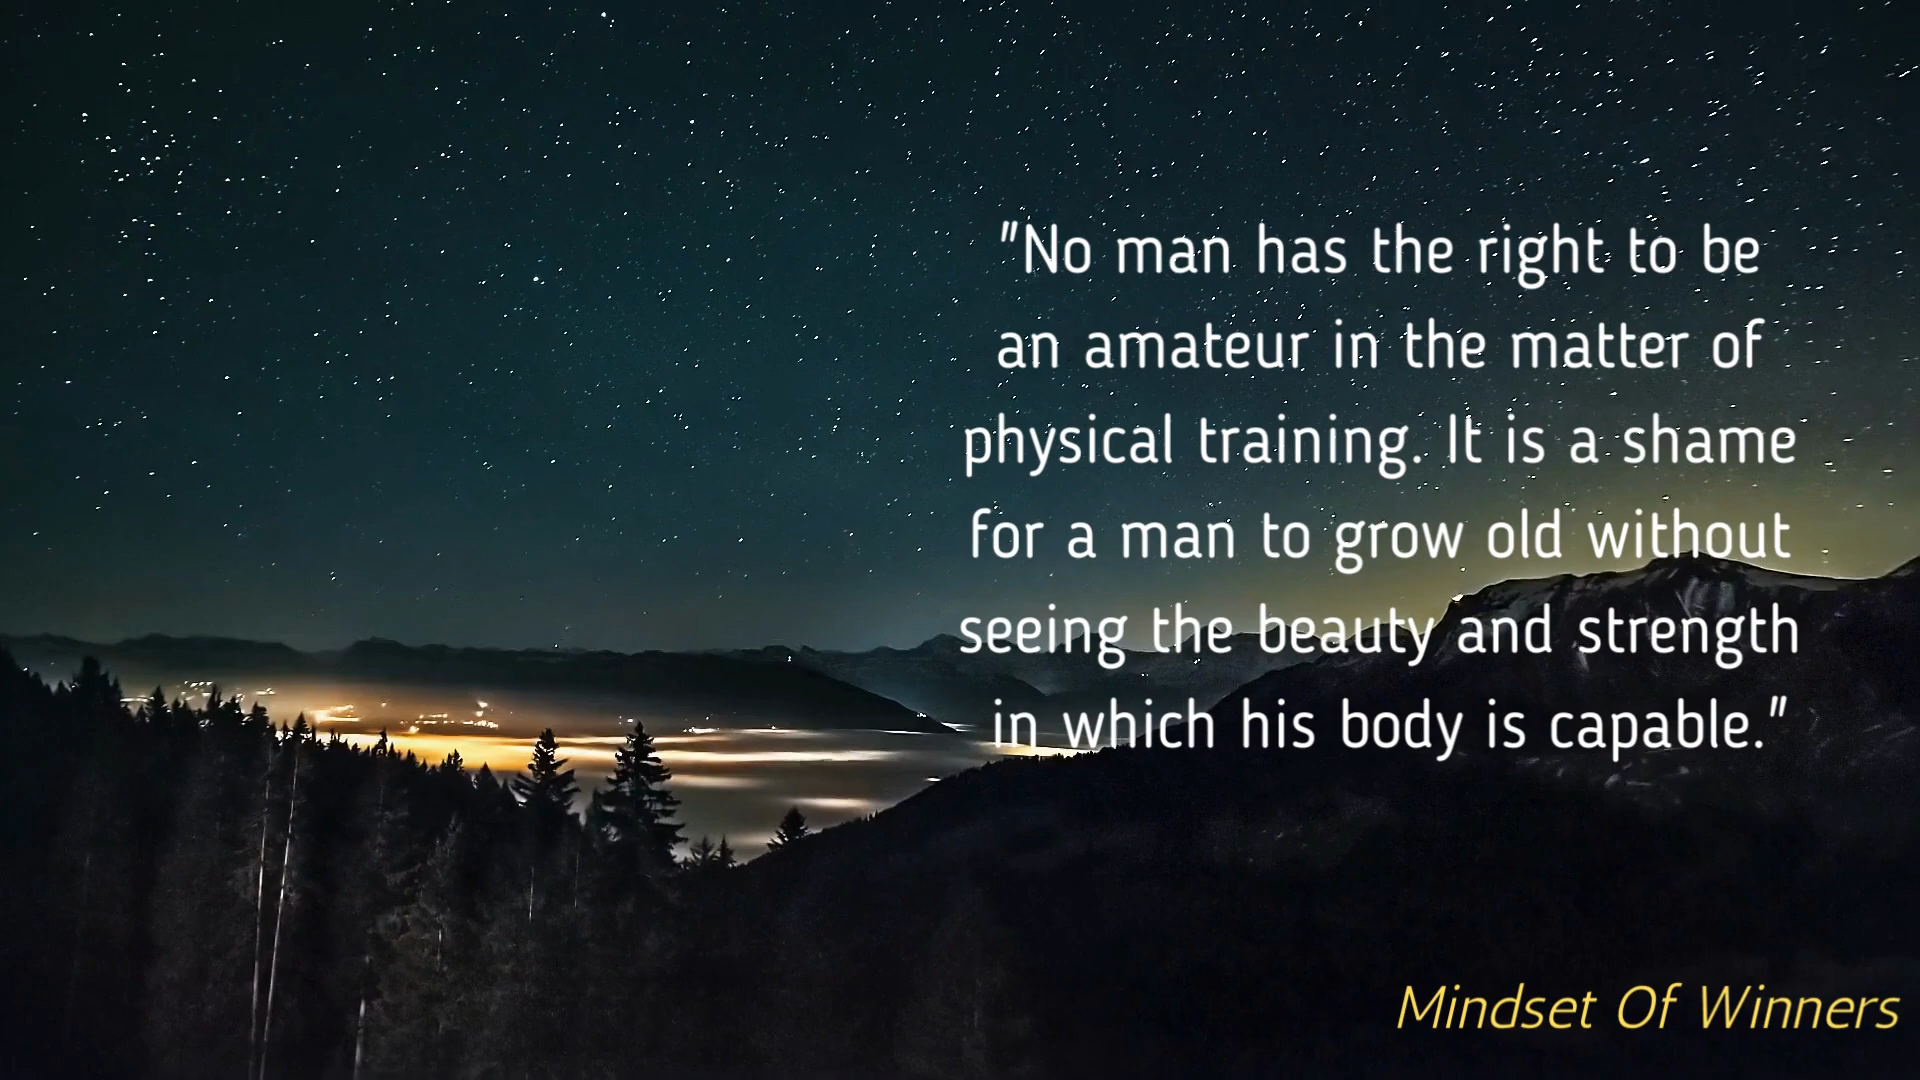 "No man has the right to be
an amateur in the matter of
physical training. It is a shame
for a man to grow old without
seeing the beauty and strength
in which his body is capable."
Mindset Of Winners